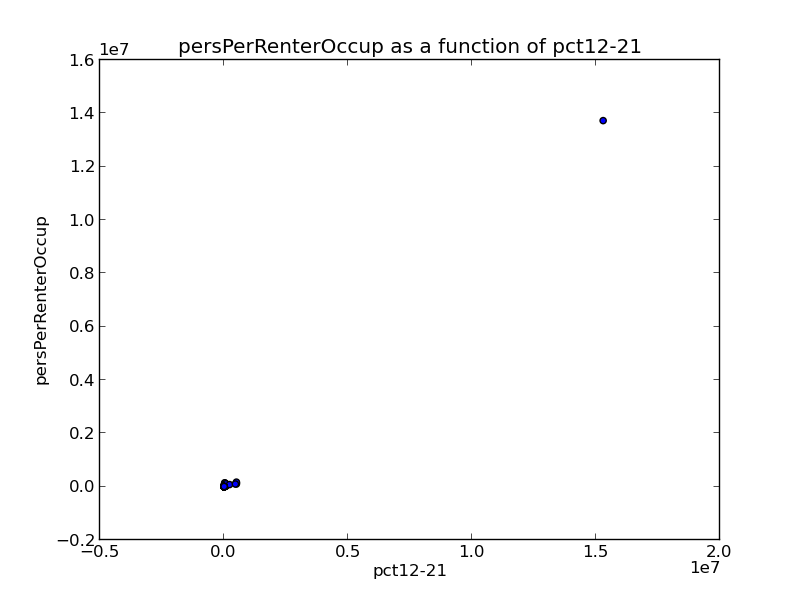 persPerRenterOccup as a function of pct12-21
1e7
1.6
1.4
1.2
1.0
0.8
0.6
0.4
0.2
0.0
−0.2
persPerRenterOccup
−0.5 0.0 0.5 1.0 1.5 2.0
1e7
pct12-21